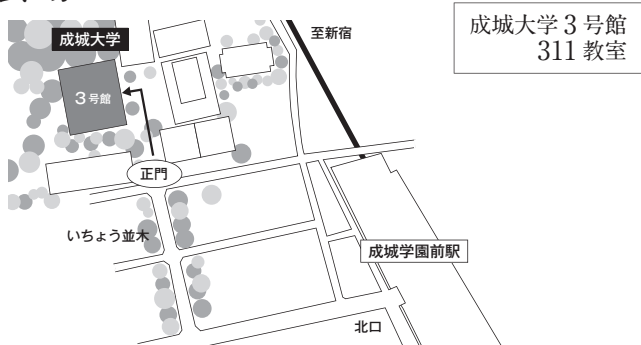 成城大学3号館
311教室
至新宿
成城大学
3号館
正門
いちょう並木
成城学園前駅
北口